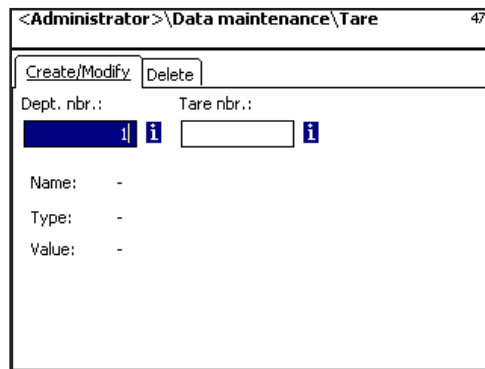 <Administrator>\Data maintenance\Tare 47
Create/Modify Delete
Dept. nbr.: Tare nbr.:
1 i i
Name: -
Type: -
Value: -